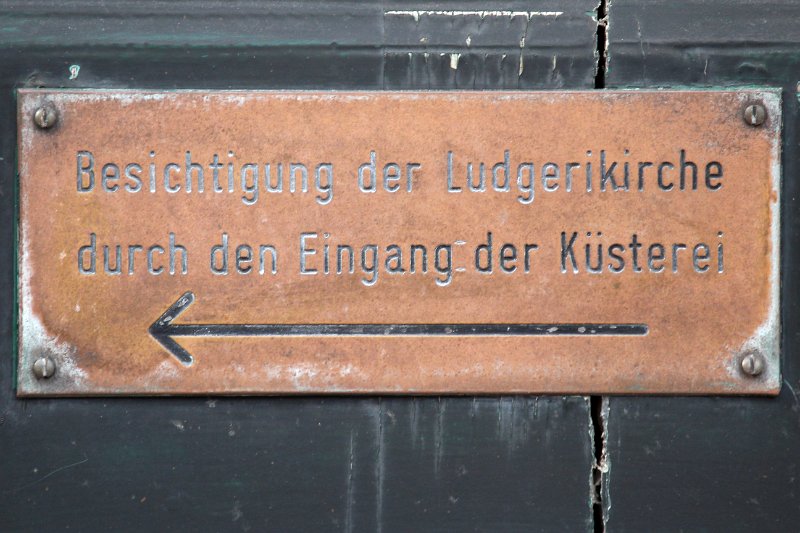 Besichtigung der Ludgerikirche
durch den Eingang der Küsterei